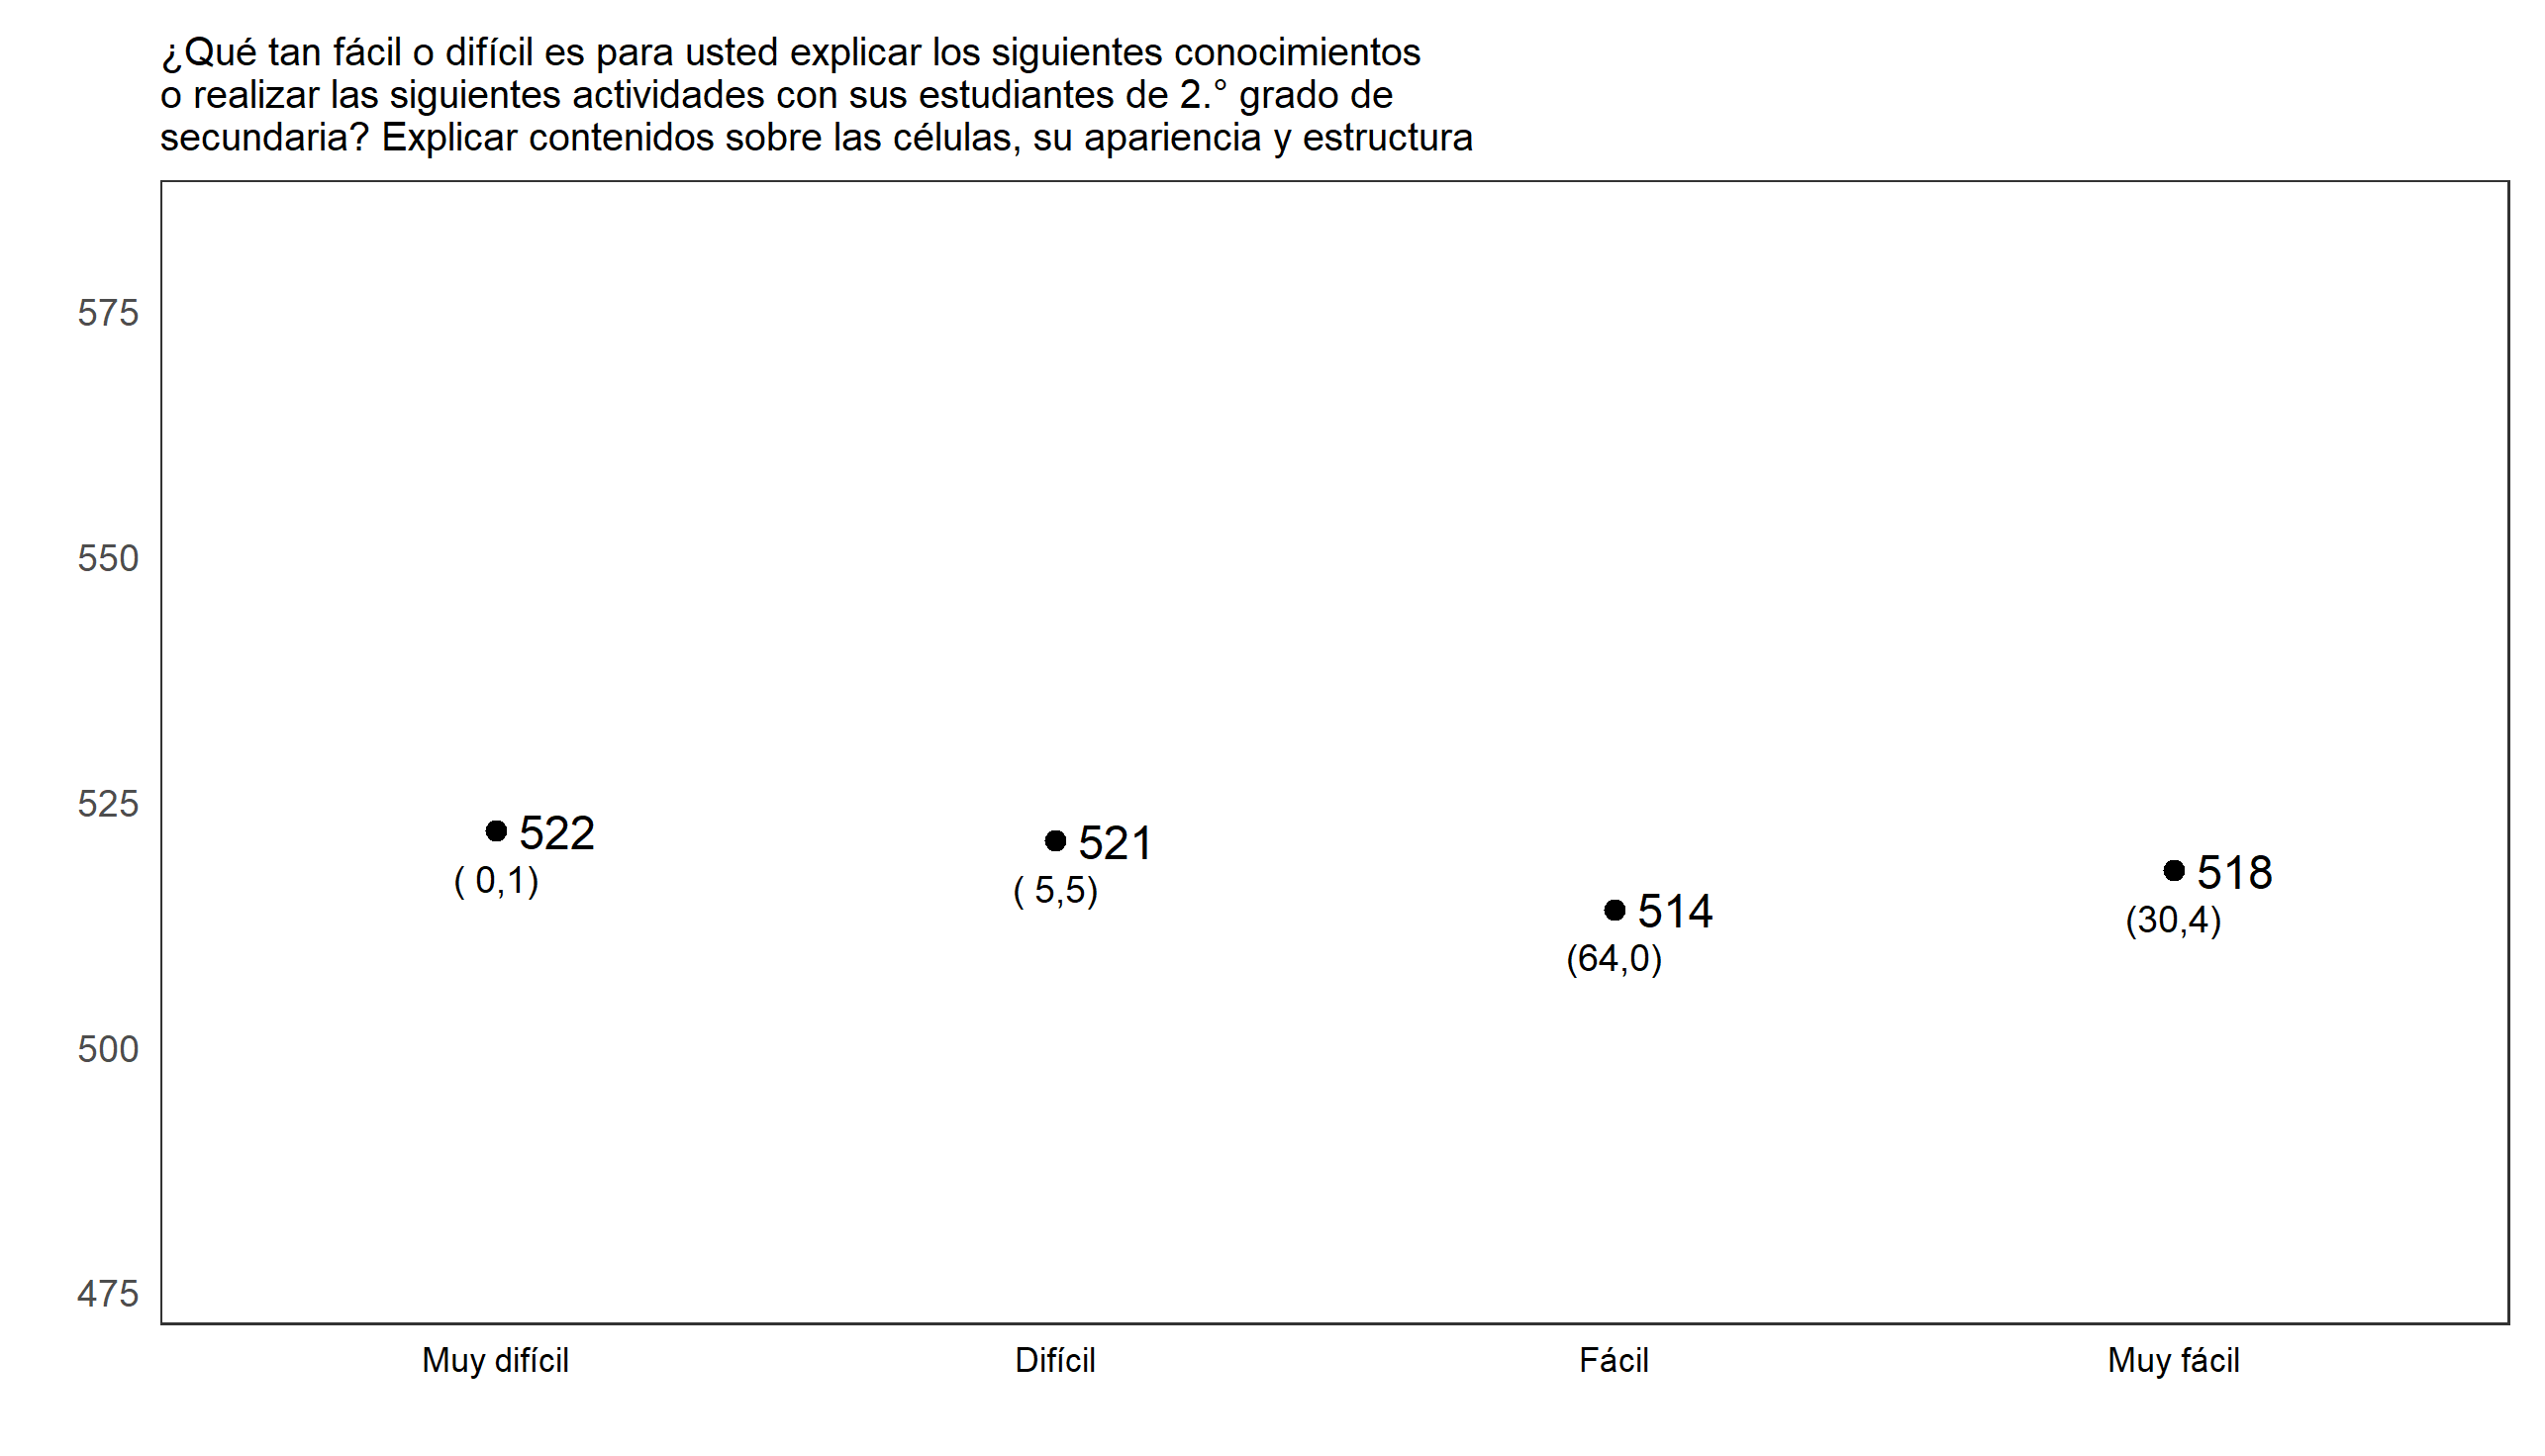 ¿Qué tan fácil o difícil es para usted explicar los siguientes conocimientos
o realizar las siguientes actividades con sus estudiantes de 2.° grado de
secundaria? Explicar contenidos sobre las células, su apariencia y estructura
575
550
525
500
475
522
( 0,1)
521
( 5,5)
514
(64,0)
518
(30,4)
Muy difícil
Difícil
Fácil
Muy fácil